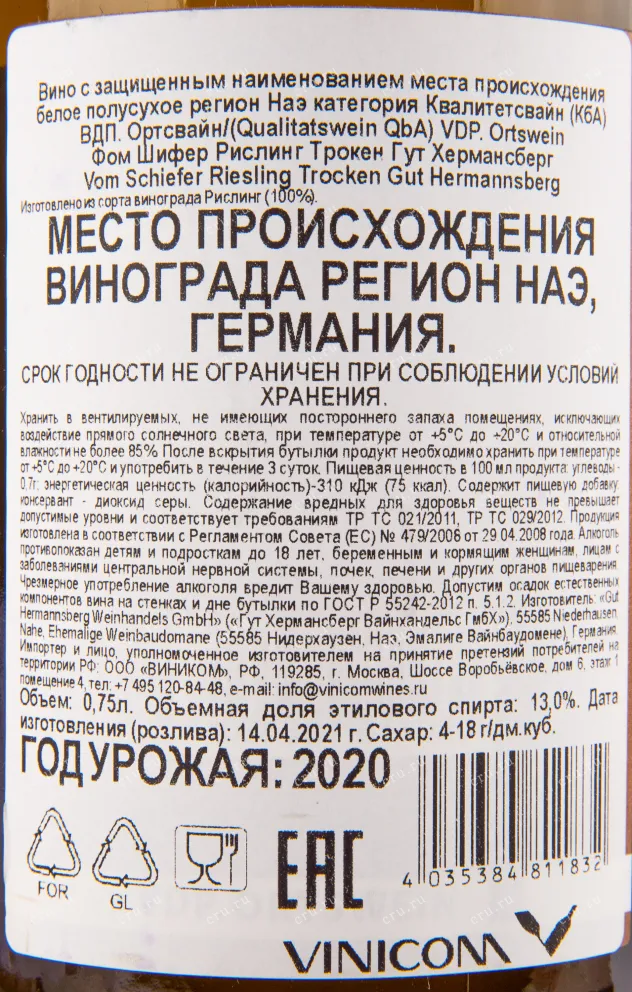 Вино с защищенным наименованием места происхождения
белое полусухое регион Наэ категория Квалитетсвайн (КбА)
ВДП. Ортсвайн/(Qualitatswein QbA) VDP. Ortswein
Фом Шифер Рислинг Трокен Гут Хермансберг
Vom Schiefer Riesling Trocken Gut Hermannsberg
Изготовлено из сорта винограда Рислинг (100%).
МЕСТО ПРОИСХОЖДЕНИЯ
ВИНОГРАДА РЕГИОН НАЭ,
ГЕРМАНИЯ.
СРОК ГОДНОСТИ НЕ ОГРАНИЧЕН ПРИ СОБЛЮДЕНИИ УСЛОВИЙ
ХРАНЕНИЯ.
Хранить в вентилируемых, не имеющих постороннего запаха помещениях, исключающих
воздействие прямого солнечного света, при температуре от +5°С до +20°С и относительной
влажности не более 85% После вскрытия бутылки продукт необходимо хранить при температуре
от +5°С до +20°С и употребить в течение 3 суток. Пищевая ценность в 100 мл продукта: углеводы -
0,7г; энергетическая ценность (калорийность)-310 кДж (75 ккал). Содержит пищевую добавку
консервант - диоксид серы. Содержание вредных для здоровья веществ не превышает
допустимые уровни и соответствует требованиям ТР ТС 021/2011, ТР ТС 029/2012. Продукция
изготовлена в соответствии с Регламентом Совета (ЕС) № 479/2008 от 29.04.2008 года. Алкоголь
противопоказан детям и подросткам до 18 лет, беременным и кормящим женщинам, лицам с
заболеваниями центральной нервной системы, почек, печени и других органов пищеварения.
Чрезмерное употребление алкоголя вредит Вашему здоровью. Допустим осадок естественных
компонентов вина на стенках и дне бутылки по ГОСТ Р 55242-2012 п. 5.1.2. Изготовитель: «Gut
Hermannsberg Weinhandels GmbH» («Гут Хермансберг Вайнхандельс ГмбХ»), 55585 Niederhausen,
Nahe, Ehemalige Weinbaudomane (55585 Нидерхаузен, Наэ, Эмалиге Вайнбаудомене), Германия.
Импортер и лицо, уполномоченное изготовителем на принятие претензий потребителей на
территории РФ: ООО «ВИНИКОМ», РФ, 119285, г. Москва, Шоссе Воробьёвское, дом 6, этаж 1
помещение 4, тел: +7 495 120-84-48, e-mail: info@vinicomwines.ru
Объем: 0,75л. Объемная доля этилового спирта: 13,0%. Дата
изготовления (розлива): 14.04.2021 г. Сахар: 4-18 г/дм.куб.
ГОД УРОЖАЯ: 2020
FOR
GL
EAC
4 035384 811832
VINICOM